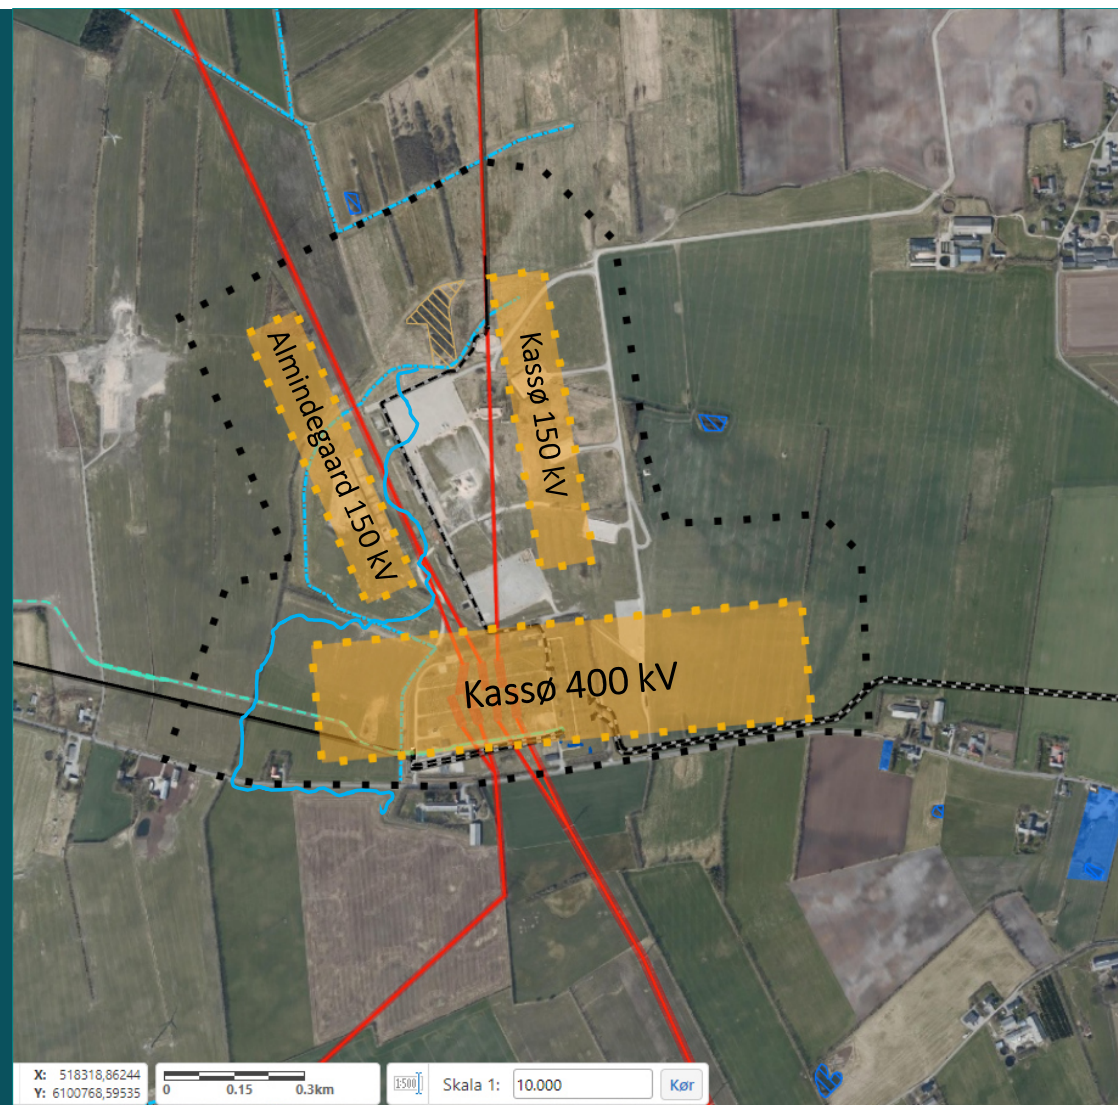 Almindegaard 150 kV
Kassø 150 kV
Kassø 400 kV
X: 518318,86244
Y: 6100768,59535
0 0.15 0.3km
1:500
Skala 1: 10.000 Kør